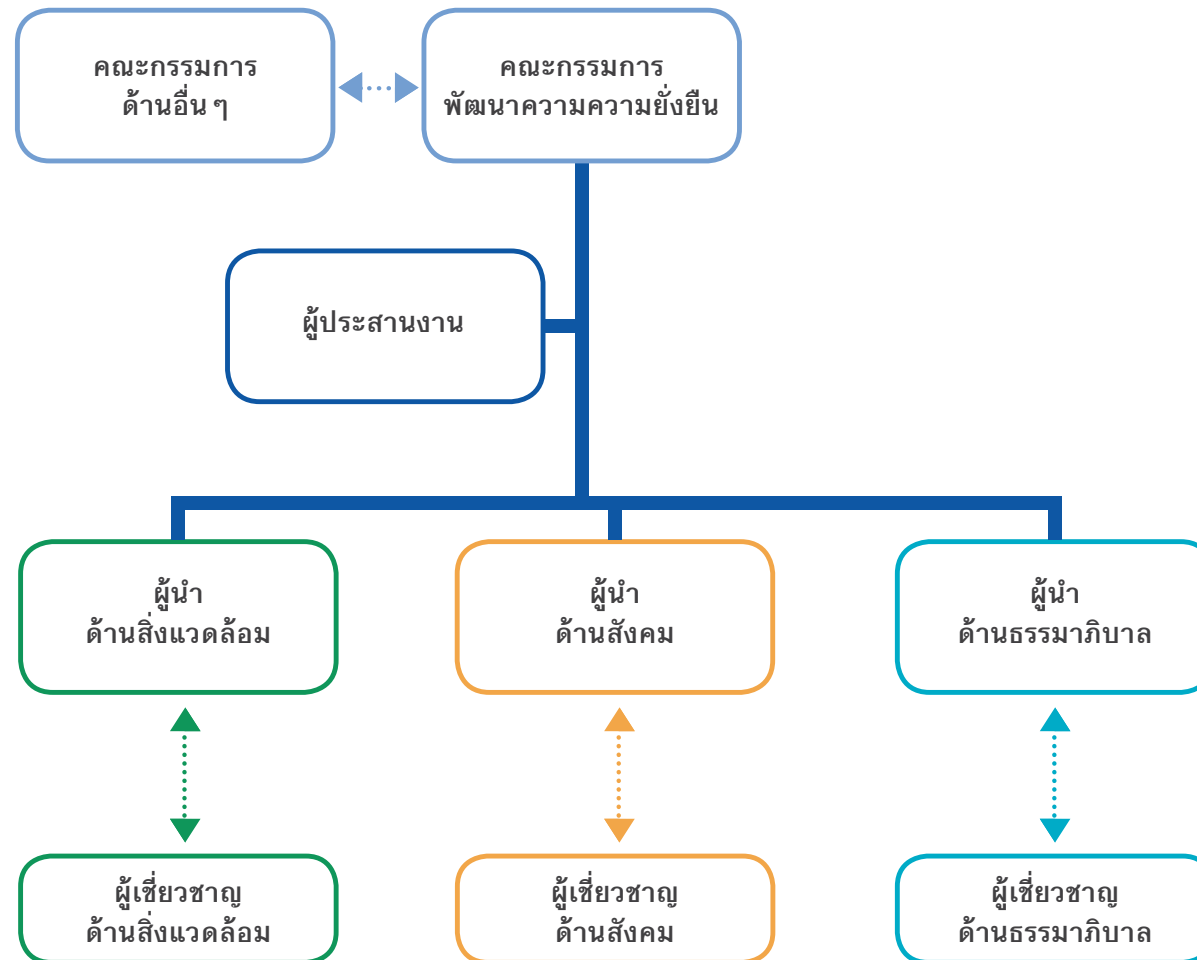 คณะกรรมการ
ด้านอื่น ๆ
คณะกรรมการ
พัฒนาความความยั่งยืน
ผู้ประสานงาน
ผู้นำ
ด้านสิ่งแวดล้อม
ผู้นำ
ด้านสังคม
ผู้นำ
ด้านธรรมาภิบาล
ผู้เชี่ยวชาญ
ด้านสิ่งแวดล้อม
ผู้เชี่ยวชาญ
ด้านสังคม
ผู้เชี่ยวชาญ
ด้านธรรมาภิบาล